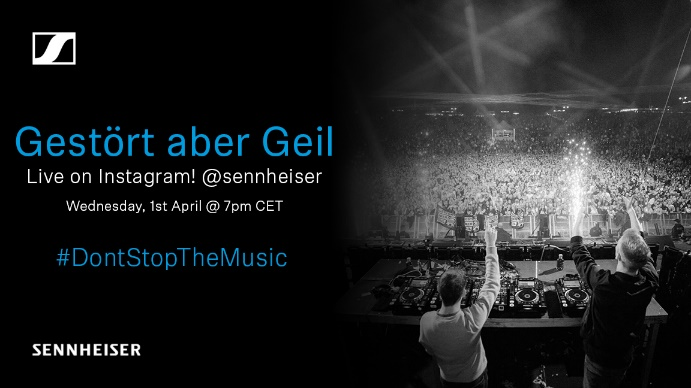 Gestört aber Geil
Live on Instagram! @sennheiser
Wednesday, 1st April @ 7pm CET
#DontStopTheMusic
SENNHEISER